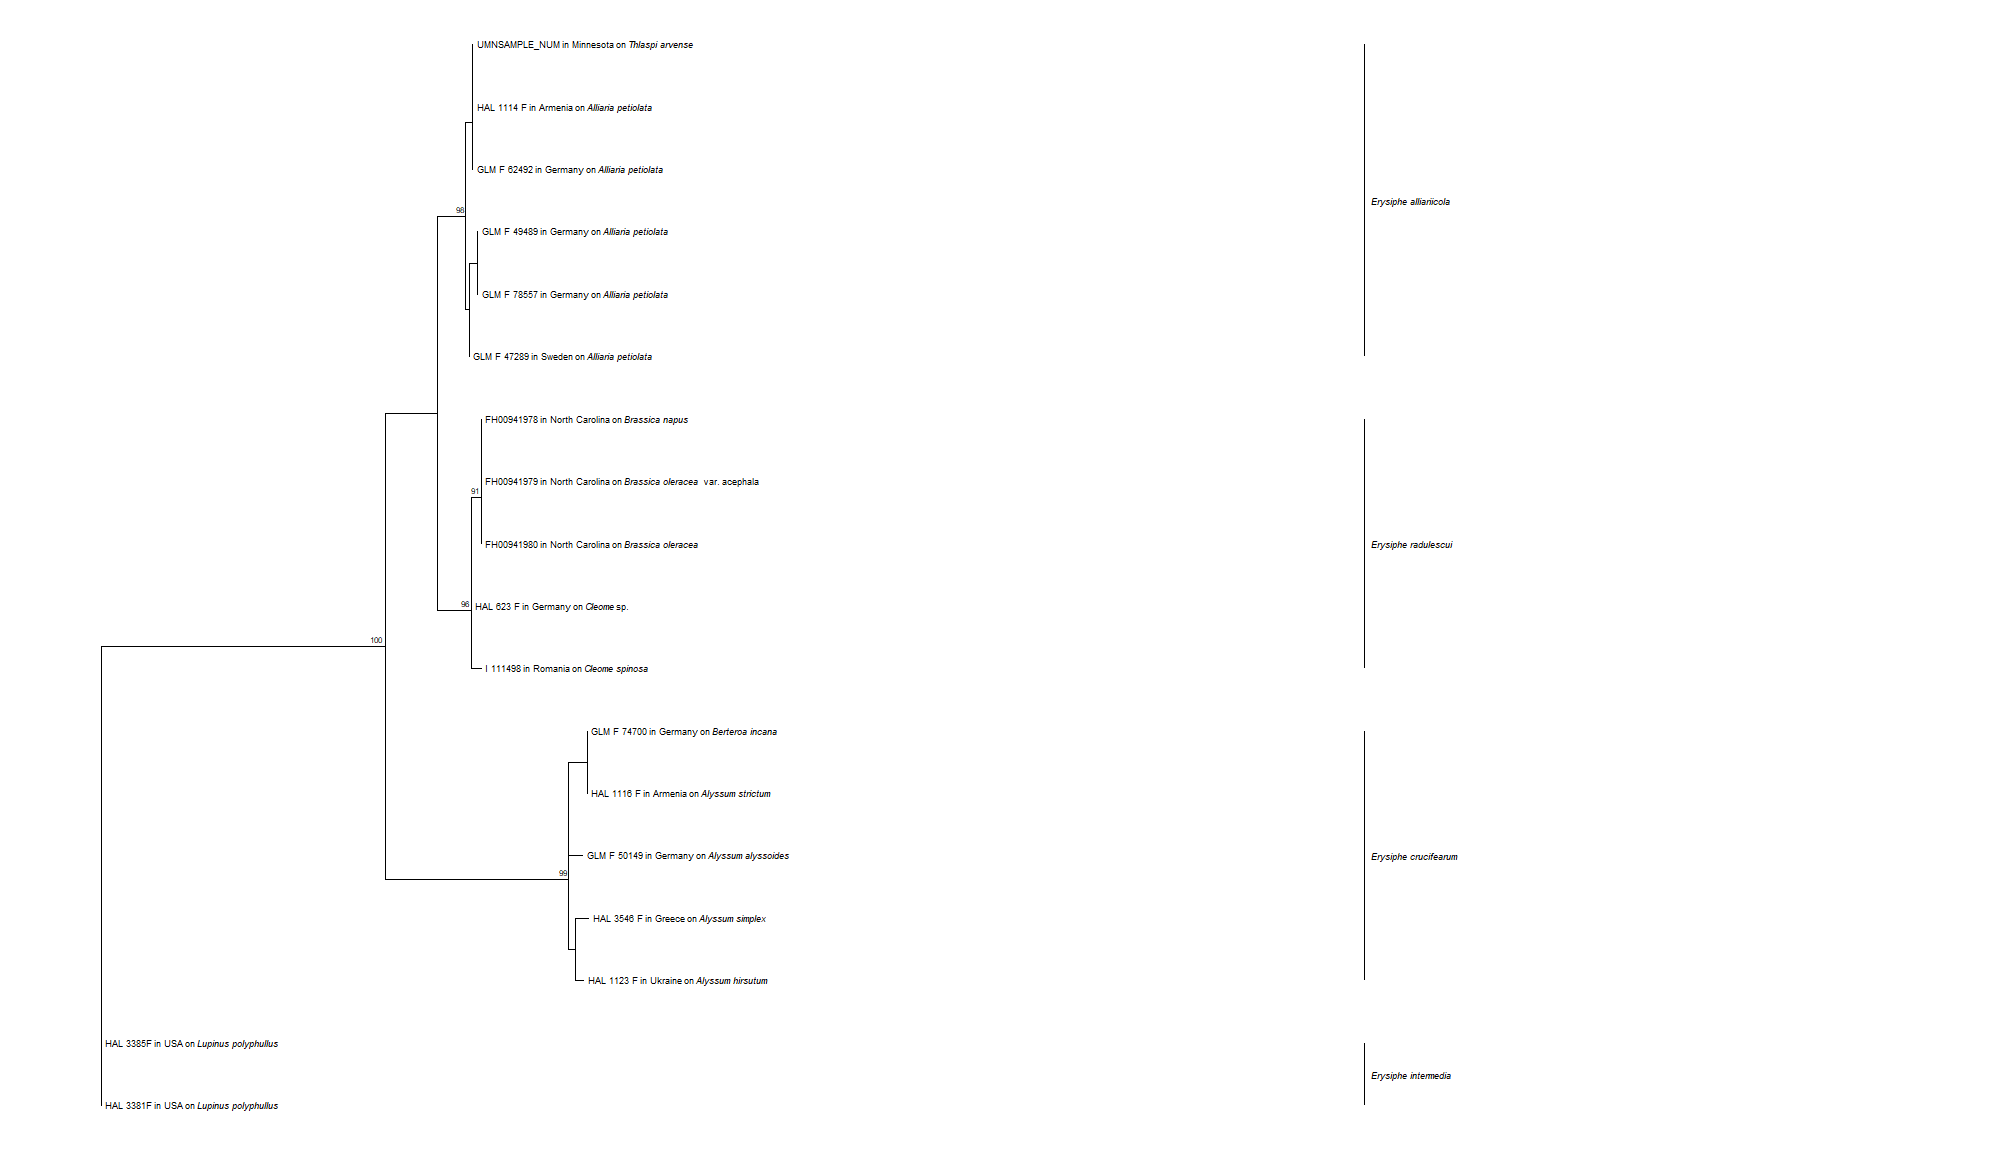 UMNSAMPLE_NUM in Minnesota on Thlaspi arvense
HAL 1114 F in Armenia on Alliaria petiolata
GLM F 62492 in Germany on Alliaria petiolata
Erysiphe alliariicola
98
GLM F 49489 in Germany on Alliaria petiolata
GLM F 78557 in Germany on Alliaria petiolata
GLM F 47289 in Sweden on Alliaria petiolata
FH00941978 in North Carolina on Brassica napus
FH00941979 in North Carolina on Brassica oleracea var. acephala
91
FH00941980 in North Carolina on Brassica oleracea
Erysiphe radulescui
96
HAL 623 F in Germany on Cleome sp.
100
I 111498 in Romania on Cleome spinosa
GLM F 74700 in Germany on Berteroa incana
HAL 1116 F in Armenia on Alyssum strictum
GLM F 50149 in Germany on Alyssum alyssoides
Erysiphe crucifearum
99
HAL 3546 F in Greece on Alyssum simplex
HAL 1123 F in Ukraine on Alyssum hirsutum
HAL 3385F in USA on Lupinus polyphullus
Erysiphe intermedia
HAL 3381F in USA on Lupinus polyphullus